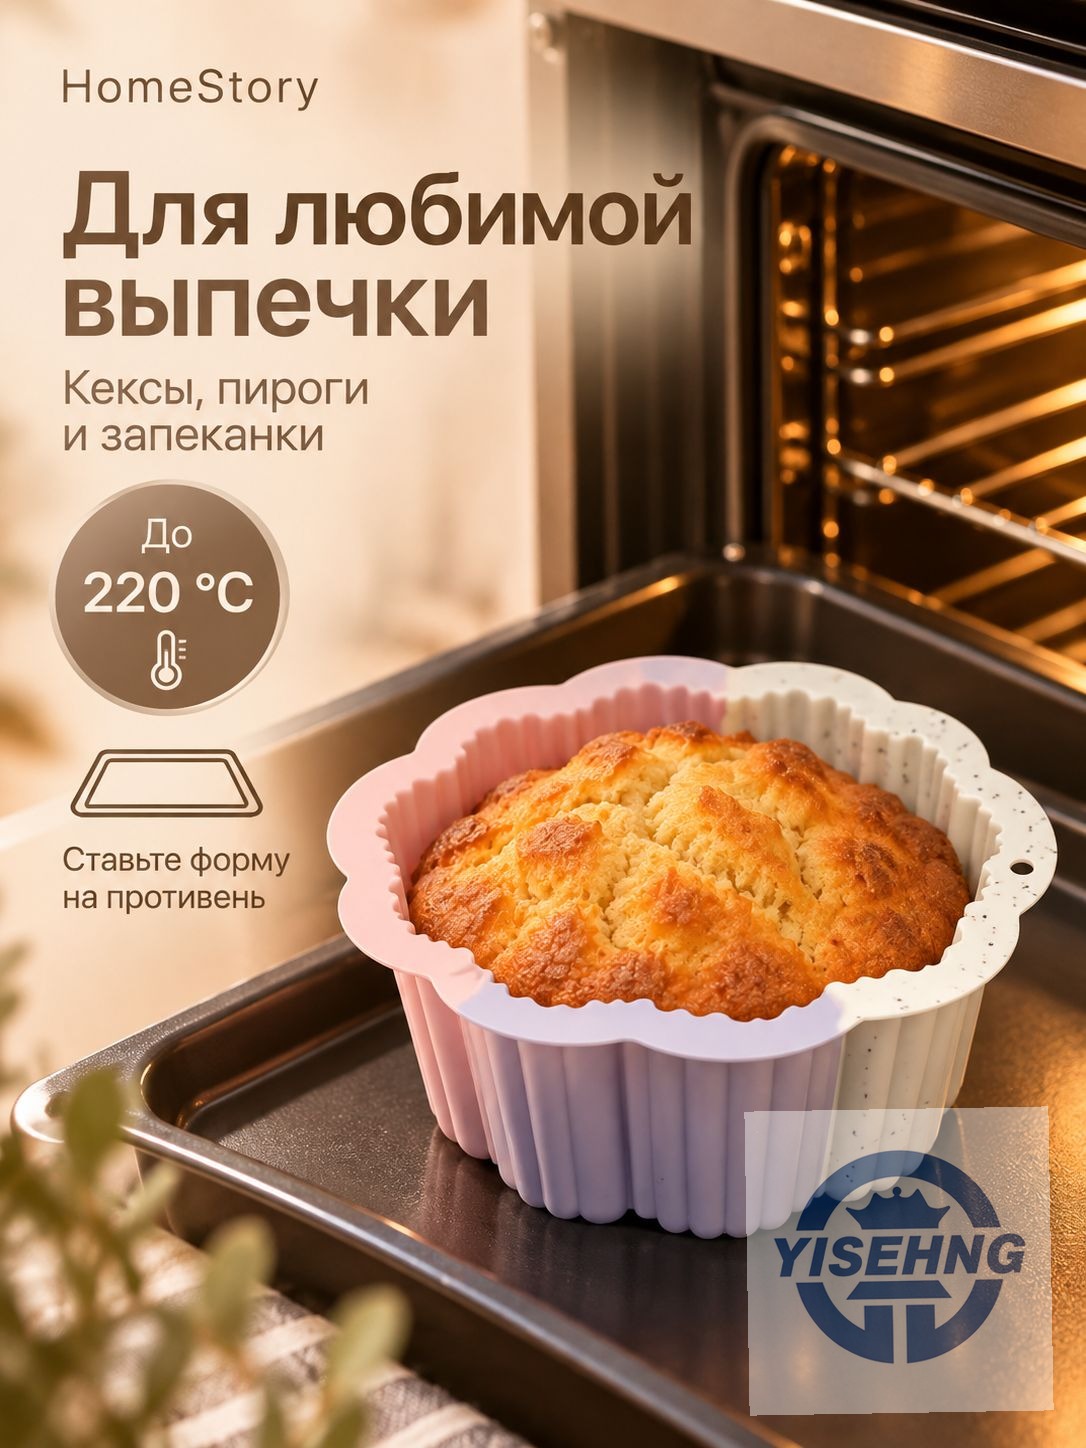 HomeStory
Для любимой
выпечки
Кексы, пироги
и запеканки
До
220 °C
Ставьте форму
на противень
YISEHNG